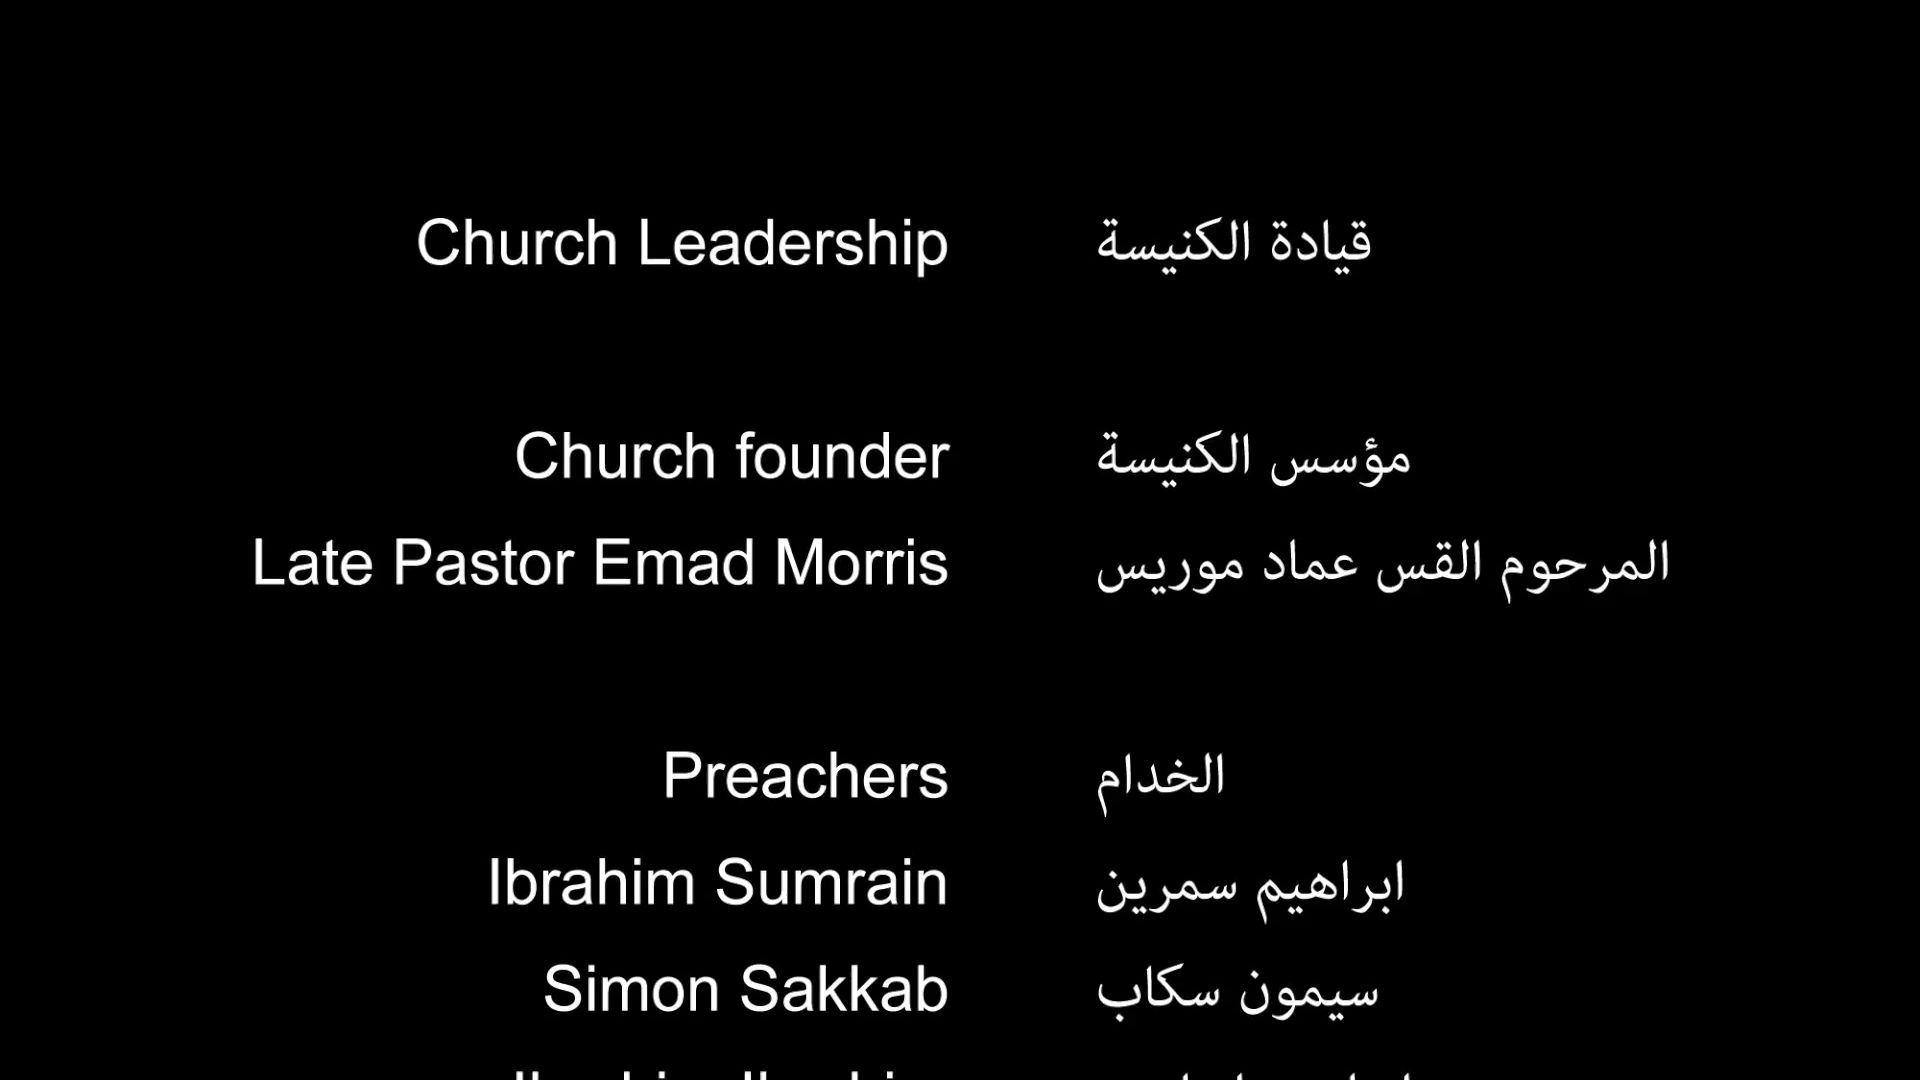 Church Leadership قيادة الكنيسة
Church founder مؤسس الكنيسة
Late Pastor Emad Morris المرحوم القس عماد موريس
Preachers الخدام
Ibrahim Sumrain ابراهيم سمرين
Simon Sakkab سيمون سكاب